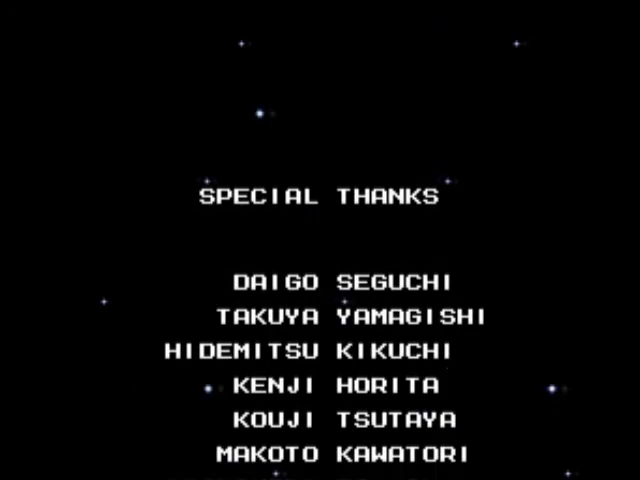 SPECIAL THANKS
DAIGO SEGUCHI
TAKUYA YAMAGISHI
HIDEMITSU KIKUCHI
KENJI HORITA
KOUJI TSUTAYA
MAKOTO KAWATORI